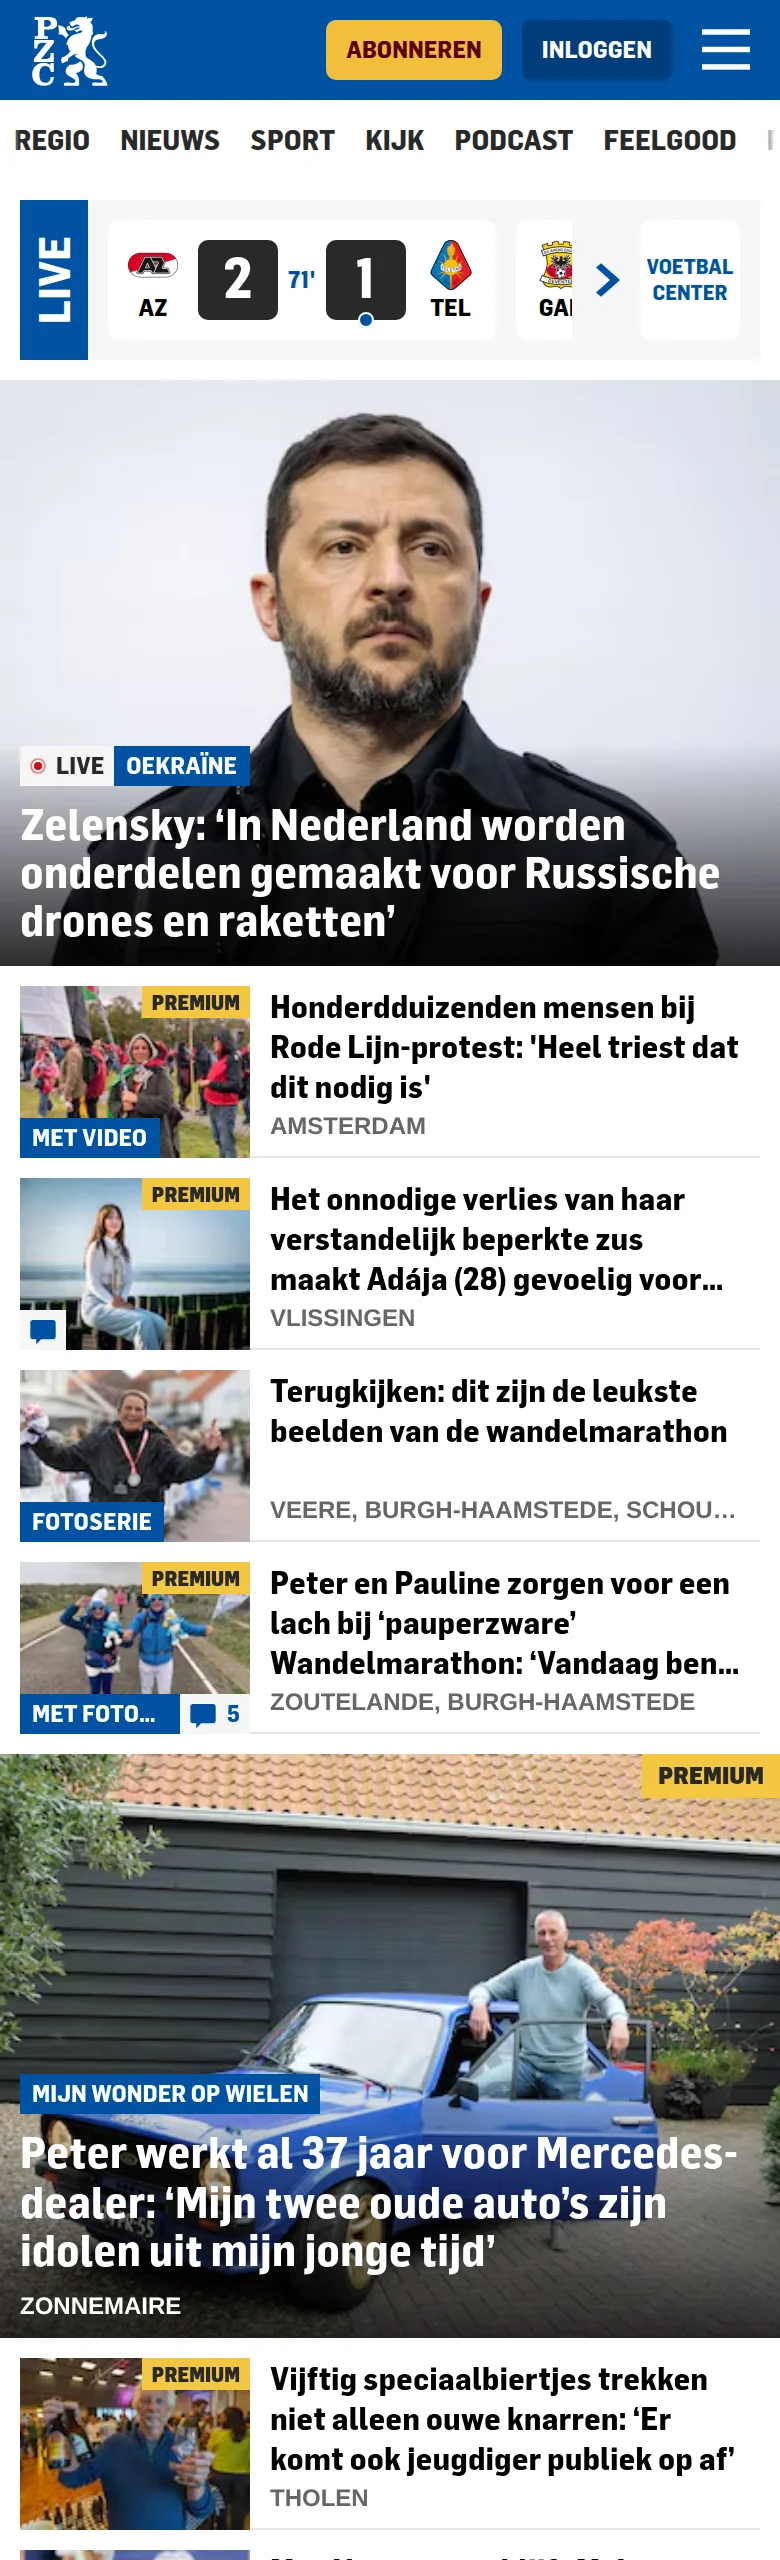 PZC
ABONNEREN
INLOGGEN
REGIO NIEUWS SPORT KIJK PODCAST FEELGOOD
LIVE
AZ
AZ
2
71'
1
TEL
VOETBAL
CENTER
LIVE
OEKRAÏNE
Zelensky: ‘In Nederland worden
onderdelen gemaakt voor Russische
drones en raketten’
PREMIUM
MET VIDEO
Honderdduizenden mensen bij
Rode Lijn-protest: 'Heel triest dat
dit nodig is'
AMSTERDAM
PREMIUM
Het onnodige verlies van haar
verstandelijk beperkte zus
maakt Adája (28) gevoelig voor...
VLISSINGEN
FOTOSERIE
Terugkijken: dit zijn de leukste
beelden van de wandelmarathon
VEERE, BURGH-HAAMSTEDE, SCHOU...
PREMIUM
MET FOTO...
5
Peter en Pauline zorgen voor een
lach bij ‘pauperzware’
Wandelmarathon: ‘Vandaag ben...
ZOUTELANDE, BURGH-HAAMSTEDE
PREMIUM
MIJN WONDER OP WIELEN
Peter werkt al 37 jaar voor Mercedes-
dealer: ‘Mijn twee oude auto’s zijn
idolen uit mijn jonge tijd’
ZONNEMAIRE
PREMIUM
Vijftig speciaalbiertjes trekken
niet alleen ouwe knarren: ‘Er
komt ook jeugdiger publiek op af’
THOLEN